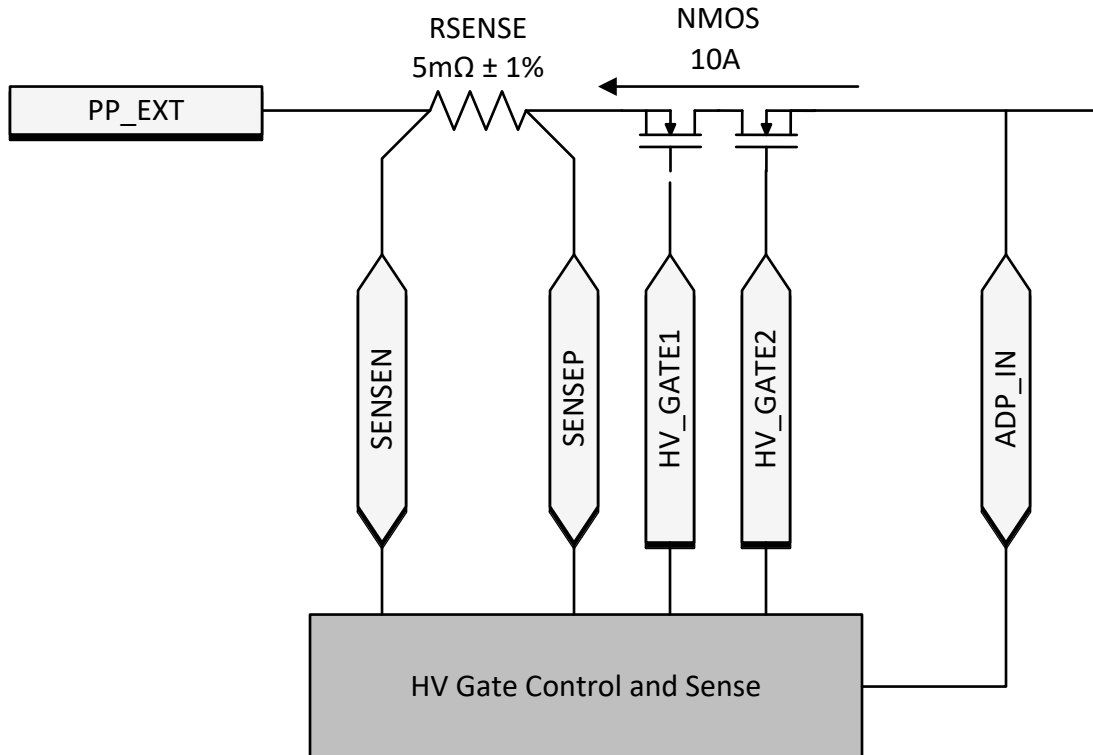 RSENSE
5mΩ ± 1%
NMOS
10A
PP_EXT
SENSEN
SENSEP
HV_GATE1
HV_GATE2
ADP_IN
HV Gate Control and Sense